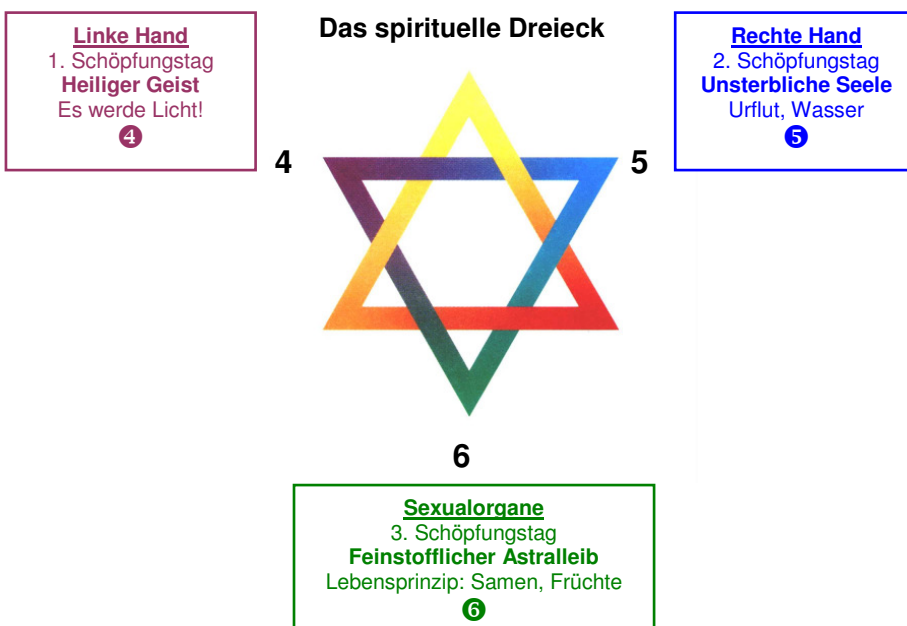 Das spirituelle Dreieck
Linke Hand
1. Schöpfungstag
Heiliger Geist
Es werde Licht!
❹
Rechte Hand
2. Schöpfungstag
Unsterbliche Seele
Urflut, Wasser
❺
4
5
6
Sexualorgane
3. Schöpfungstag
Feinstofflicher Astralleib
Lebensprinzip: Samen, Früchte
❻